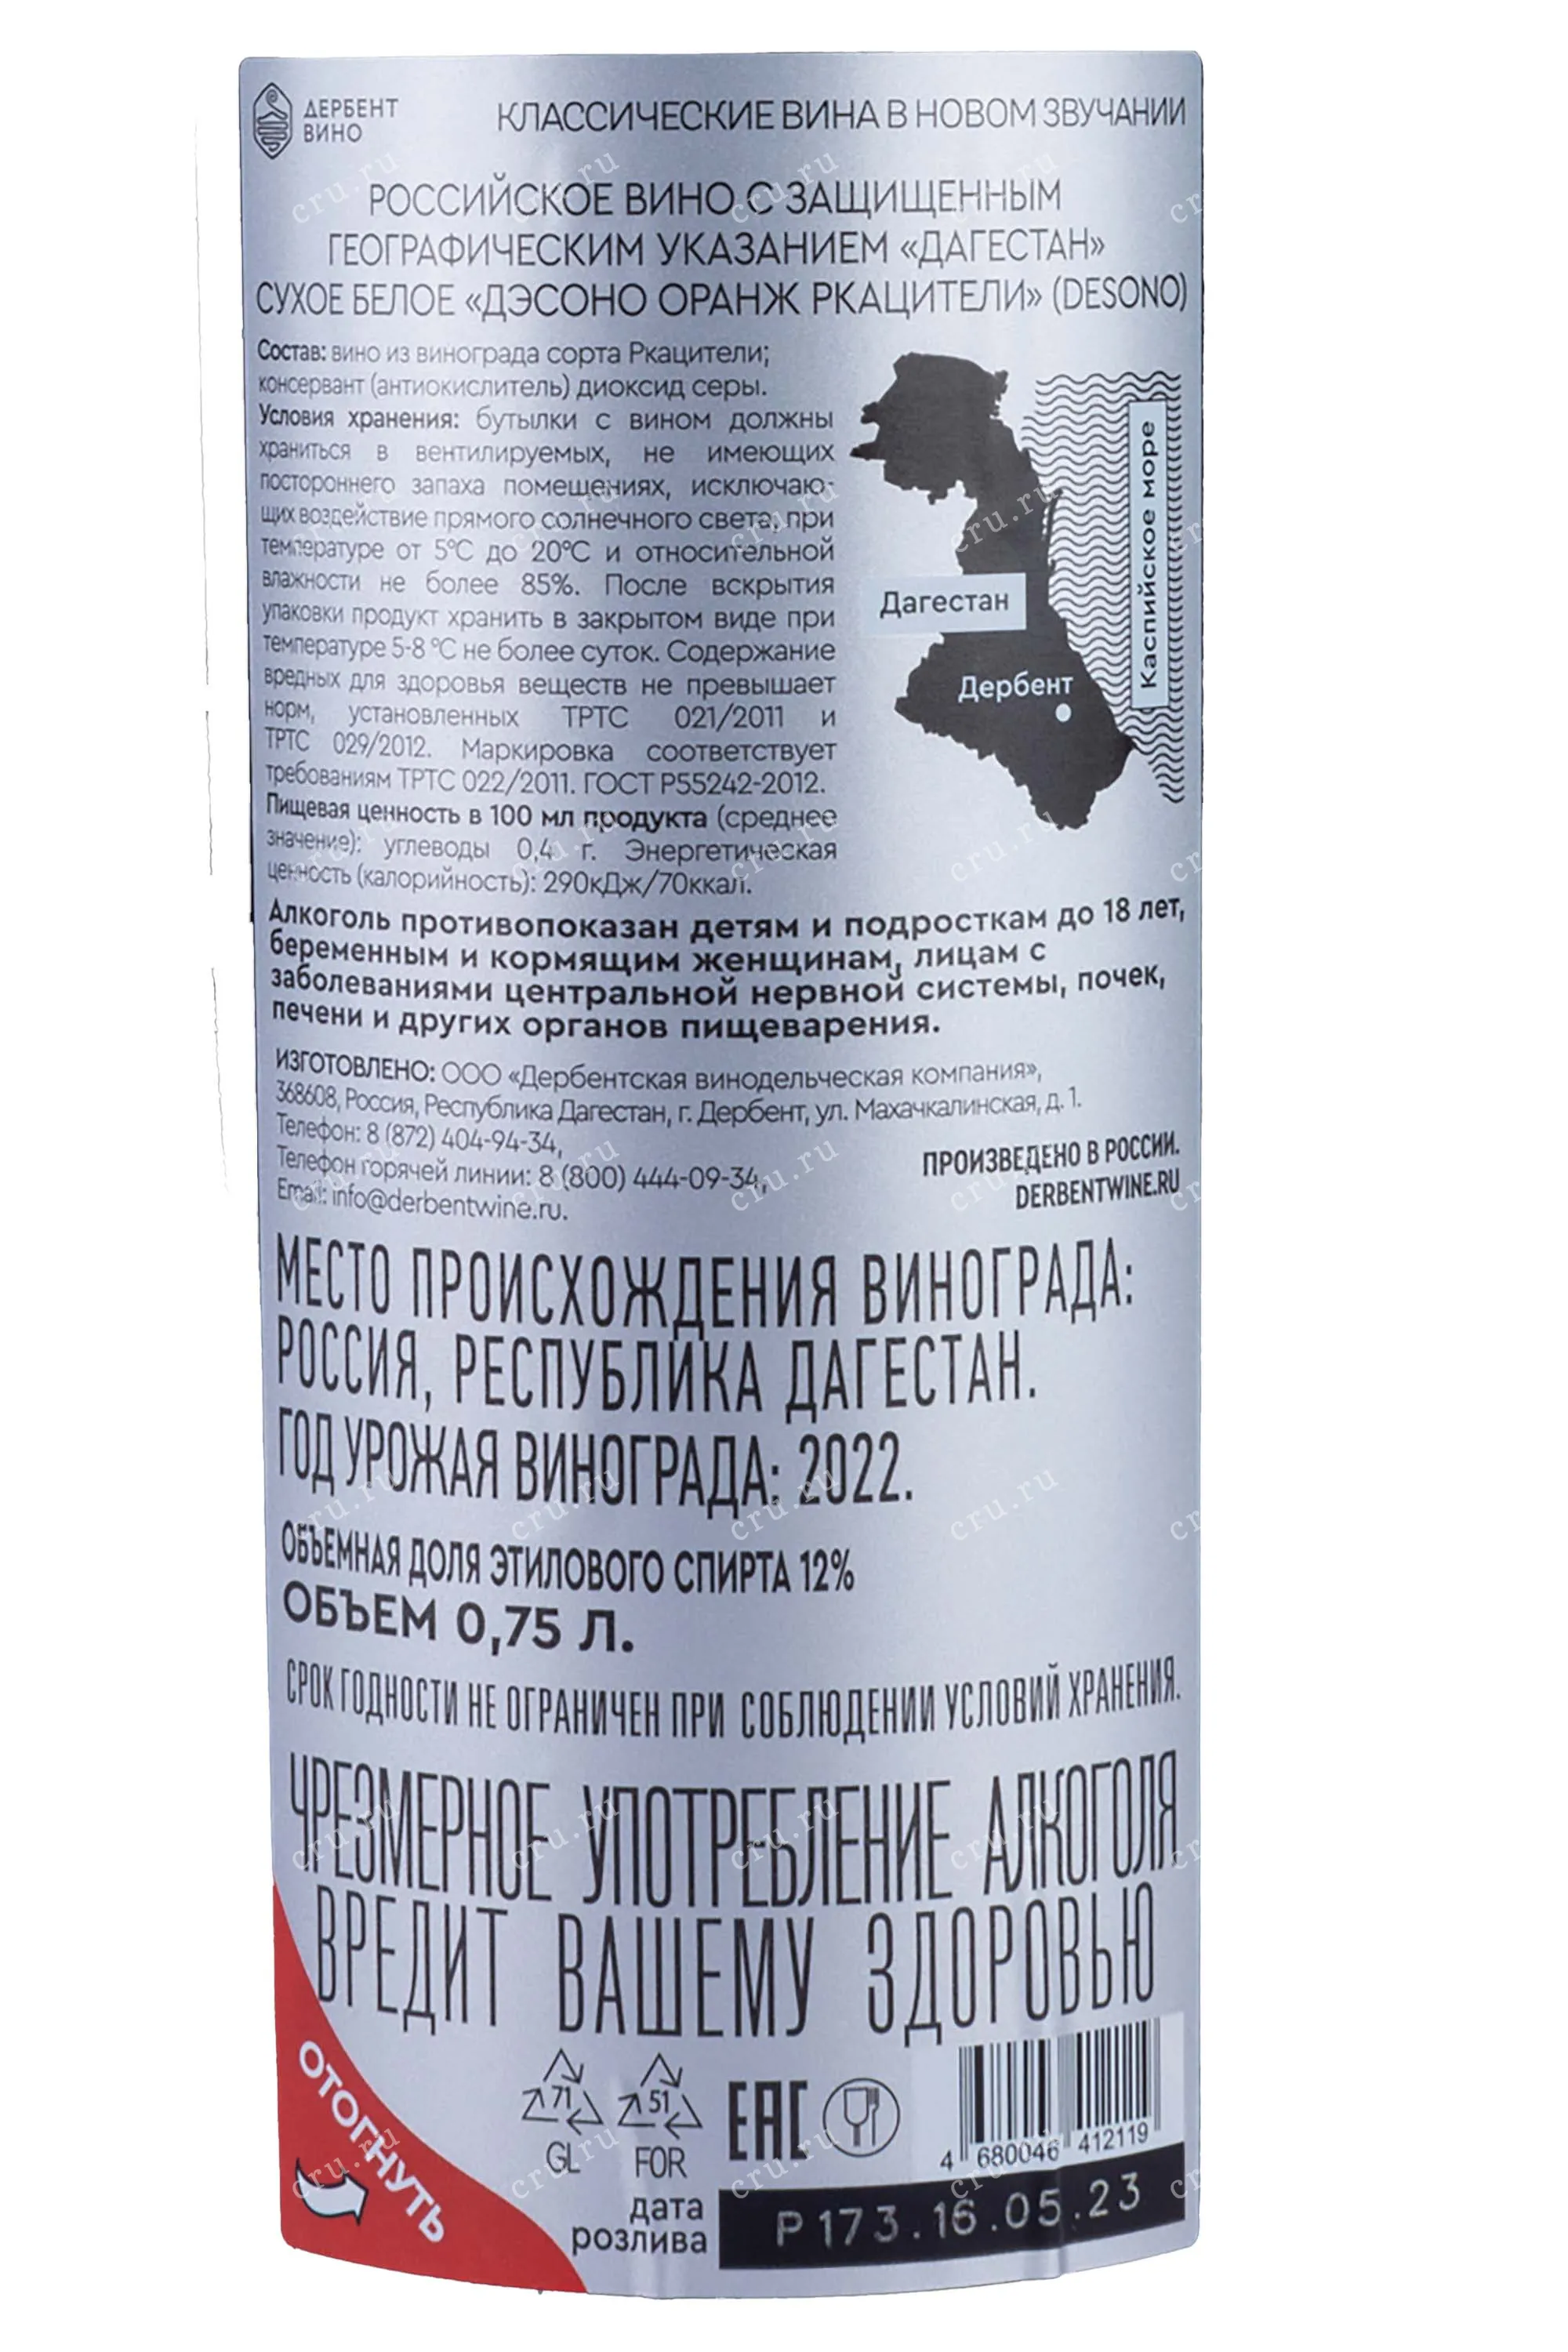 ДЕРБЕНТ
ВИНО
КЛАССИЧЕСКИЕ ВИНА В НОВОМ ЗВУЧАНИИ
РОССИЙСКОЕ ВИНО С ЗАЩИЩЕННЫМ
ГЕОГРАФИЧЕСКИМ УКАЗАНИЕМ «ДАГЕСТАН»
СУХОЕ БЕЛОЕ «ДЭСОНО ОРАНЖ РКАЦИТЕЛИ» (DESONO)
Состав: вино из винограда сорта Ркацители;
консервант (антиокислитель) диоксид серы.
Условия хранения: бутылки с вином должны
храниться в вентилируемых, не имеющих
постороннего запаха помещениях, исключаю-
щих воздействие прямого солнечного света, при
температуре от 5°С до 20°С и относительной
влажности не более 85%. После вскрытия
упаковки продукт хранить в закрытом виде при
температуре 5-8 °С не более суток. Содержание
вредных для здоровья веществ не превышает
норм, установленных ТРТС 021/2011 и
ТРТС 029/2012. Маркировка соответствует
требованиям ТРТС 022/2011. ГОСТ Р55242-2012.
Пищевая ценность в 100 мл продукта (среднее
значение): углеводы 0,4 г. Энергетическая
ценность (калорийность): 290кДж/70ккал.
Дагестан
Дербент
Каспийское море
Алкоголь противопоказан детям и подросткам до 18 лет,
беременным и кормящим женщинам, лицам с
заболеваниями центральной нервной системы, почек,
печени и других органов пищеварения.
ИЗГОТОВЛЕНО: ООО «Дербентская винодельческая компания»,
368608, Россия, Республика Дагестан, г. Дербент, ул. Махачкалинская, д. 1.
Телефон: 8 (872) 404-94-34,
Телефон горячей линии: 8 (800) 444-09-34,
Email: info@derbentwine.ru.
ПРОИЗВЕДЕНО В РОССИИ.
DERBENTWINE.RU
МЕСТО ПРОИСХОЖДЕНИЯ ВИНОГРАДА:
РОССИЯ, РЕСПУБЛИКА ДАГЕСТАН.
ГОД УРОЖАЯ ВИНОГРАДА: 2022.
ОБЪЕМНАЯ ДОЛЯ ЭТИЛОВОГО СПИРТА 12%
ОБЪЕМ 0,75 Л.
СРОК ГОДНОСТИ НЕ ОГРАНИЧЕН ПРИ СОБЛЮДЕНИИ УСЛОВИЙ ХРАНЕНИЯ.
ЧРЕЗМЕРНОЕ УПОТРЕБЛЕНИЕ АЛКОГОЛЯ
ВРЕДИТ ВАШЕМУ ЗДОРОВЬЮ
ОТОГНУТЬ
71
GL
51
FOR
ЕАС
4 680046 412119
дата
розлива
Р173.16.05.23
cru.ru